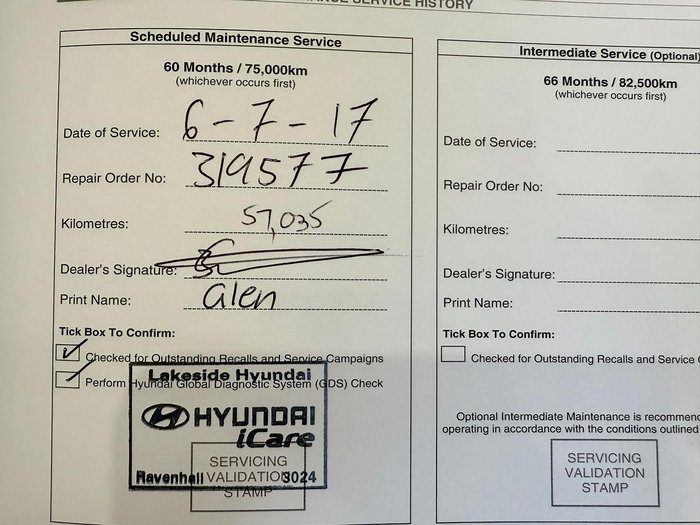 MAINTENANCE SERVICE HISTORY
Scheduled Maintenance Service
60 Months / 75,000km
(whichever occurs first)
Date of Service: 6-7-17
Repair Order No: 319577
Kilometres: 57,035
Dealer's Signature:
Print Name: Glen
Tick Box To Confirm:
Checked for Outstanding Recalls and Service Campaigns
Perform Hyundai Global Diagnostic System (GDS) Check
Lakeside Hyundai
HYUNDAI
iCare
Ravenhall 3024
SERVICING
VALIDATION
STAMP
Intermediate Service (Optional)
66 Months / 82,500km
(whichever occurs first)
Date of Service:
Repair Order No:
Kilometres:
Dealer's Signature:
Print Name:
Tick Box To Confirm:
Checked for Outstanding Recalls and Service
Optional Intermediate Maintenance is recommen
operating in accordance with the conditions outlined
SERVICING
VALIDATION
STAMP